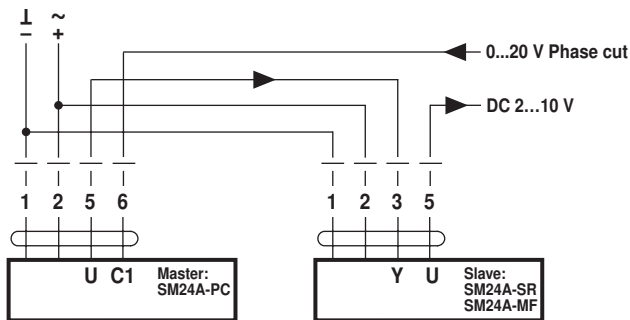 ⊥ ~
– +
0...20 V Phase cut
DC 2...10 V
1 2 5 6
1 2 3 5
U C1 Master:
SM24A-PC
Y U Slave:
SM24A-SR
SM24A-MF